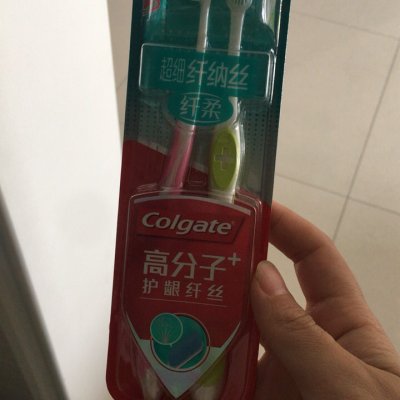 超细纤纳丝
纤柔
Colgate
高分子+
护龈纤丝